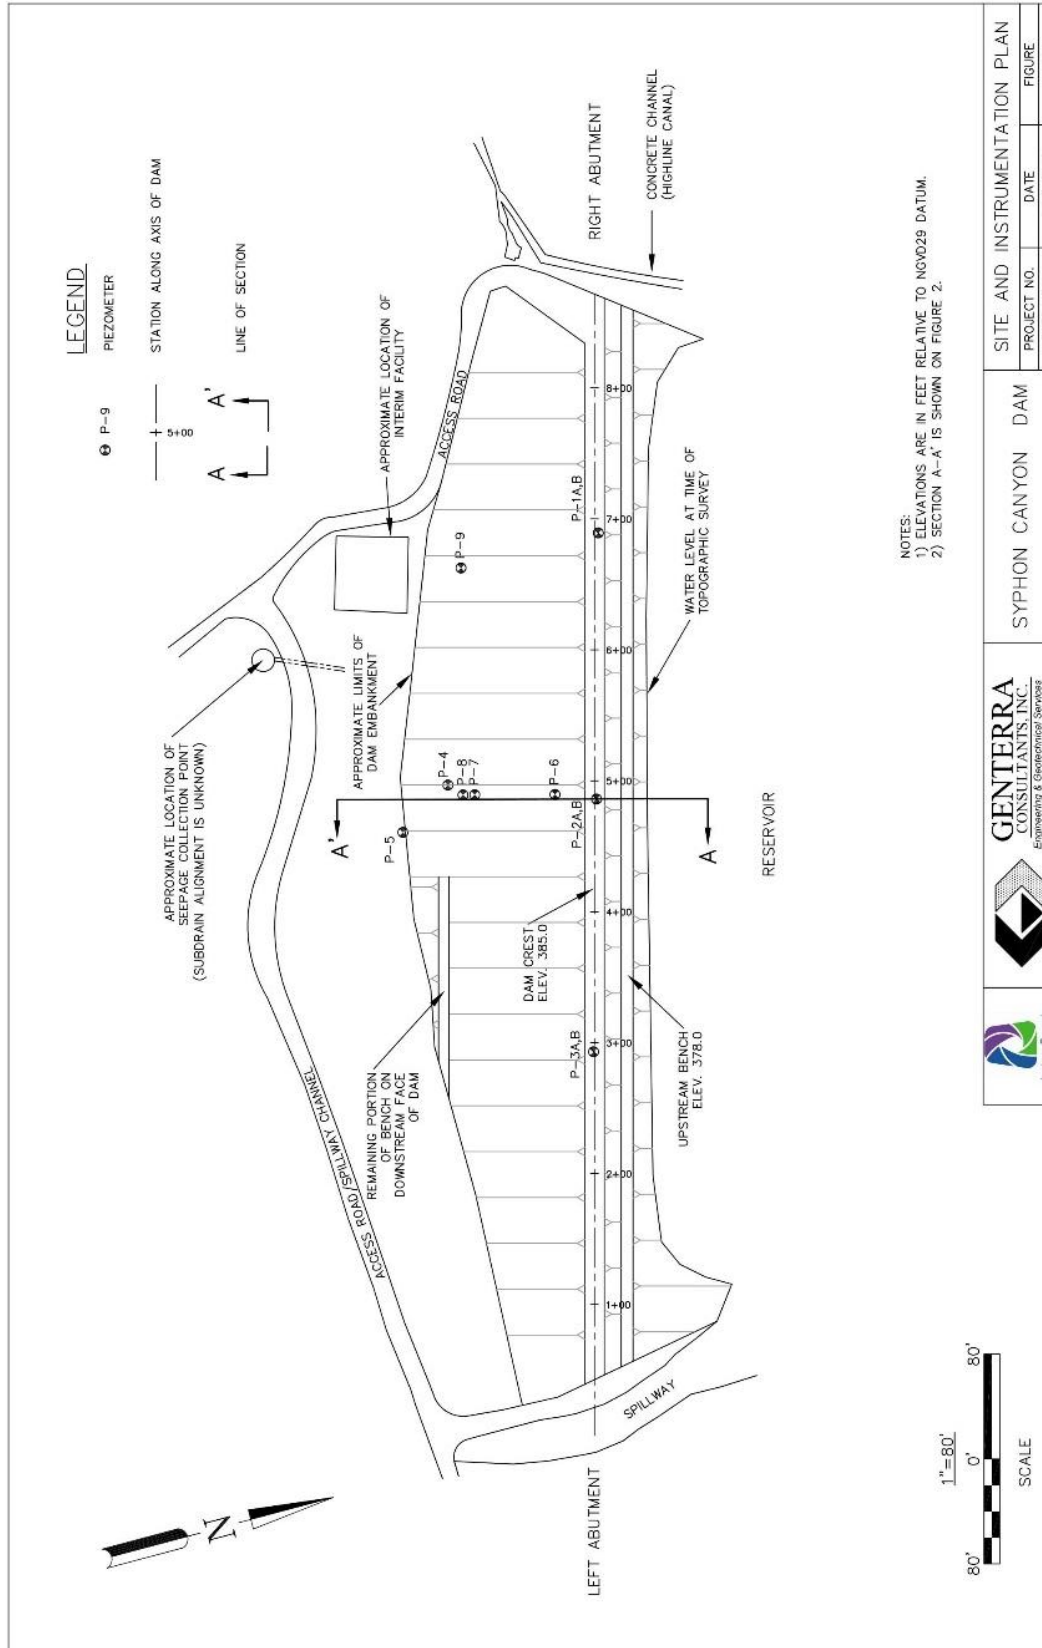 LEGEND
P-9
PIEZOMETER
5+00
STATION ALONG AXIS OF DAM
A
A'
LINE OF SECTION
APPROXIMATE LOCATION OF
SEEPAGE COLLECTION POINT
(SUBDRAIN ALIGNMENT IS UNKNOWN)
APPROXIMATE LOCATION OF
INTERIM FACILITY
ACCESS ROAD
APPROXIMATE LIMITS OF
DAM EMBANKMENT
ACCESS ROAD/SPILLWAY CHANNEL
REMAINING PORTION
OF BENCH ON
DOWNSTREAM FACE
OF DAM
A'
P-5
P-4
P-8
P-7
P-6
P-9
DAM CREST
ELEV. 385.0
P-3A,B
P-2A,B
P-1A,B
LEFT ABUTMENT
RIGHT ABUTMENT
1+00
2+00
3+00
4+00
5+00
6+00
7+00
8+00
SPILLWAY
UPSTREAM BENCH
ELEV. 378.0
A
WATER LEVEL AT TIME OF
TOPOGRAPHIC SURVEY
CONCRETE CHANNEL
(HIGHLINE CANAL)
RESERVOIR
N
NOTES:
1) ELEVATIONS ARE IN FEET RELATIVE TO NGVD29 DATUM.
2) SECTION A-A' IS SHOWN ON FIGURE 2.
1"=80'
80'
0'
80'
SCALE
GENTERRA
CONSULTANTS, INC.
Engineering & Geotechnical Services
SYPHON CANYON DAM
SITE AND INSTRUMENTATION PLAN
PROJECT NO.
DATE
FIGURE